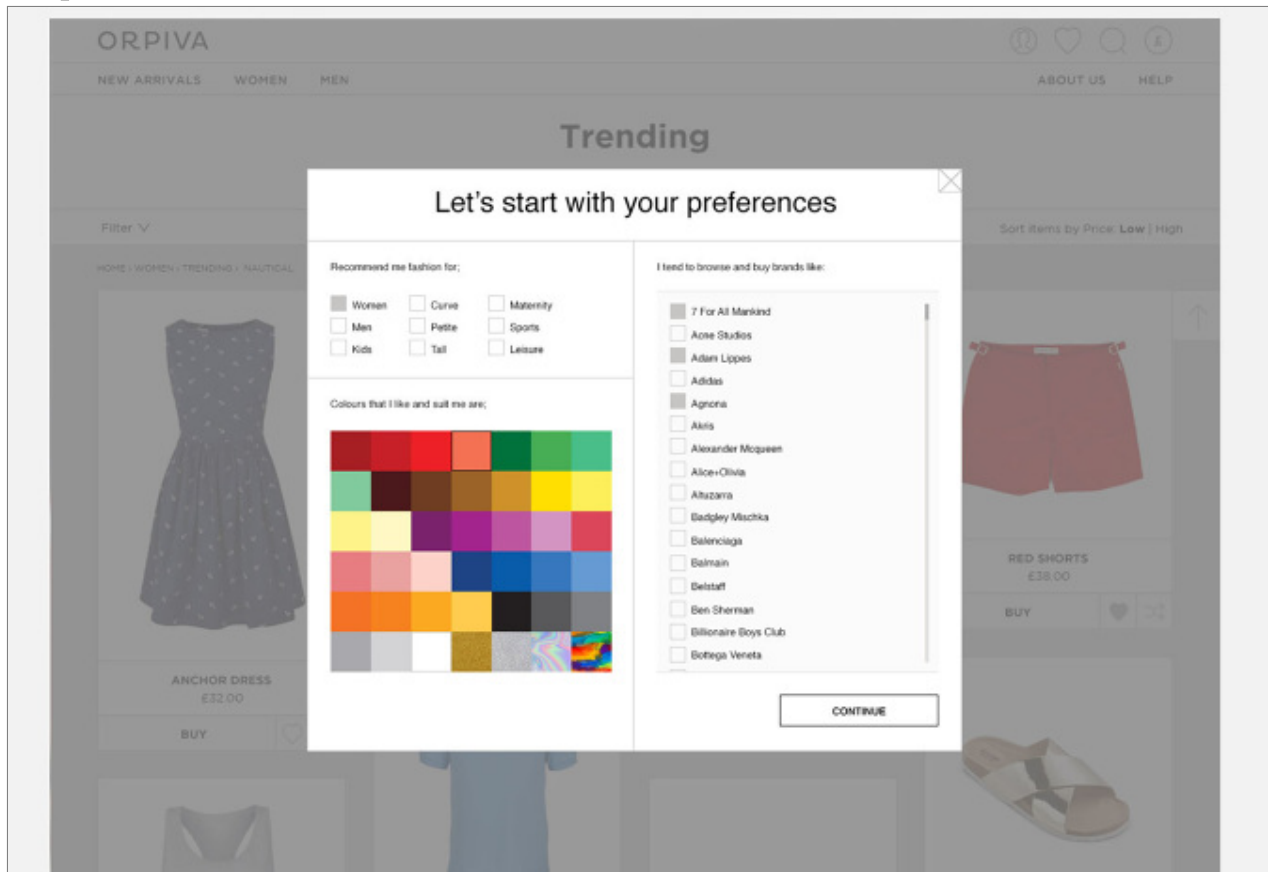 ORPIVA
£
NEW ARRIVALS WOMEN MEN ABOUT US HELP
Trending
Let's start with your preferences
Filter
Sort items by Price: Low | High
HOME > WOMEN > TRENDING > NAUTICAL
Recommend me fashion for;
Women Curve Maternity
Men Petite Sports
Kids Tall Leisure
Colours that I like and suit me are;
I tend to browse and buy brands like:
7 For All Mankind
Acne Studios
Adam Lippes
Adidas
Agnona
Akris
Alexander Mcqueen
Alice+Olivia
Altuzarra
Badgley Mischka
Balenciaga
Balmain
Belstaff
Ben Sherman
Billionaire Boys Club
Bottega Veneta
CONTINUE
ANCHOR DRESS
£32.00
BUY
RED SHORTS
£38.00
BUY